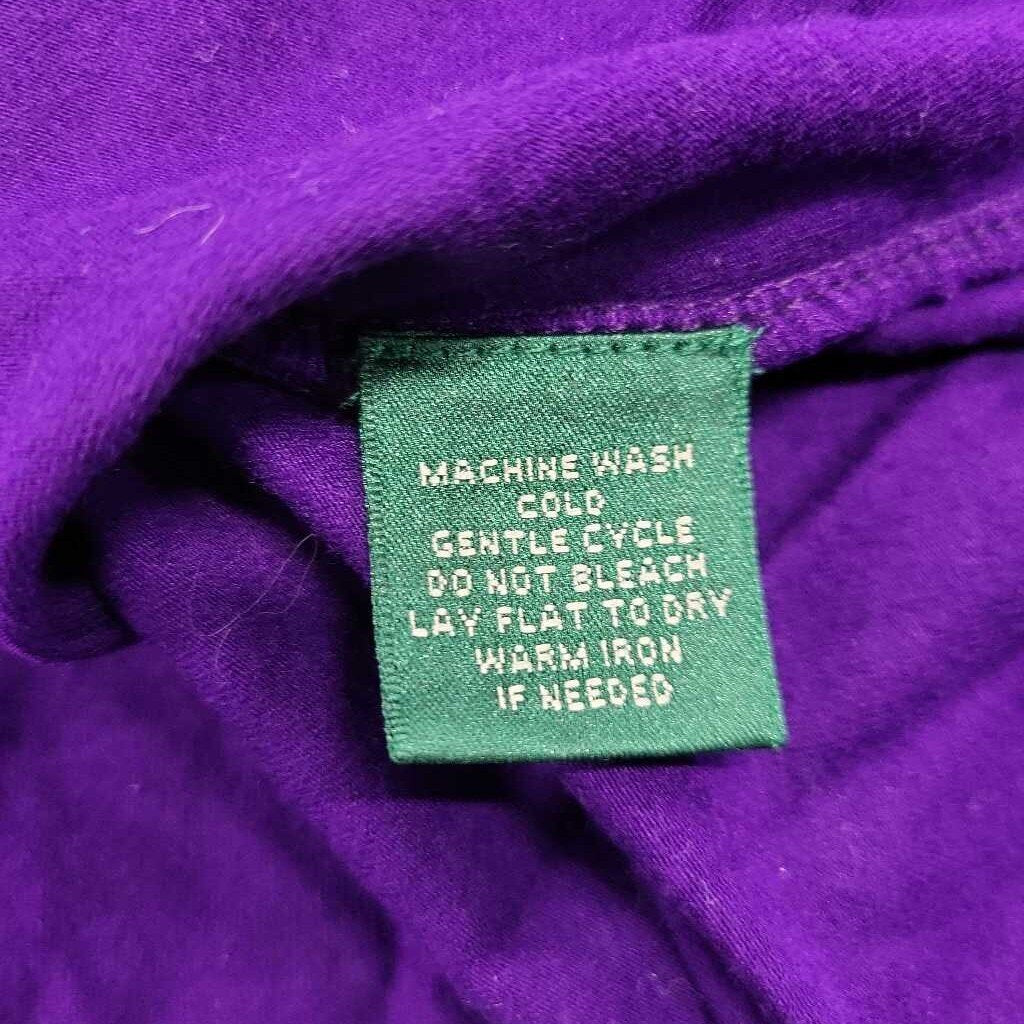 MACHINE WASH
COLD
GENTLE CYCLE
DO NOT BLEACH
LAY FLAT TO DRY
WARM IRON
IF NEEDED